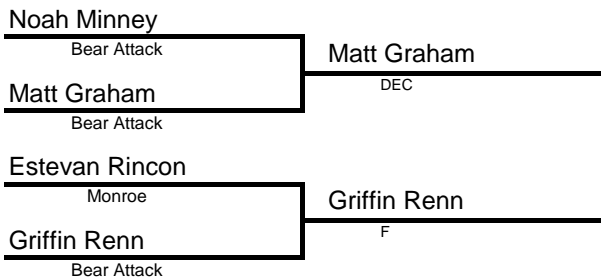 Noah Minney
Bear Attack
Matt Graham
DEC
Matt Graham
Bear Attack
Estevan Rincon
Monroe
Griffin Renn
F
Griffin Renn
Bear Attack